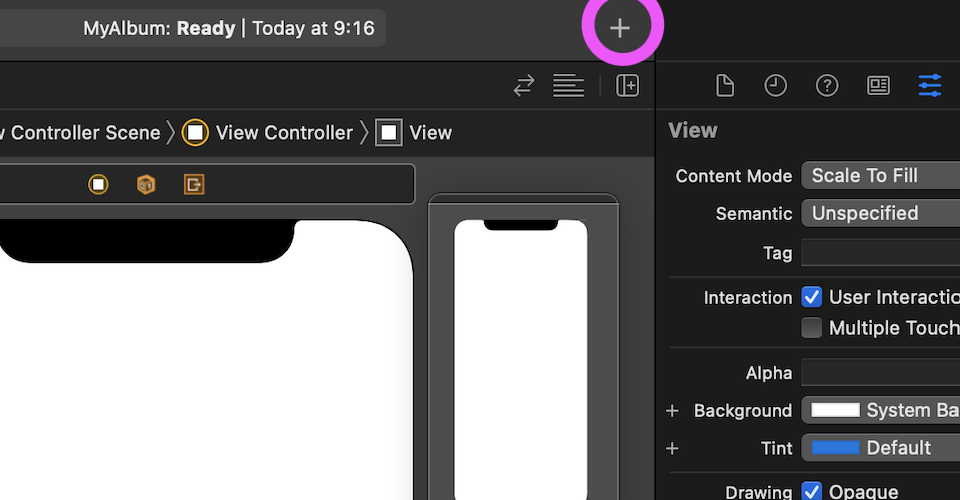 MyAlbum: Ready | Today at 9:16
Controller Scene
View Controller
View
View
Content Mode
Scale To Fill
Semantic
Unspecified
Tag
Interaction
User Interactio
Multiple Touch
Alpha
Background
System Ba
Tint
Default
Drawing
Opaque